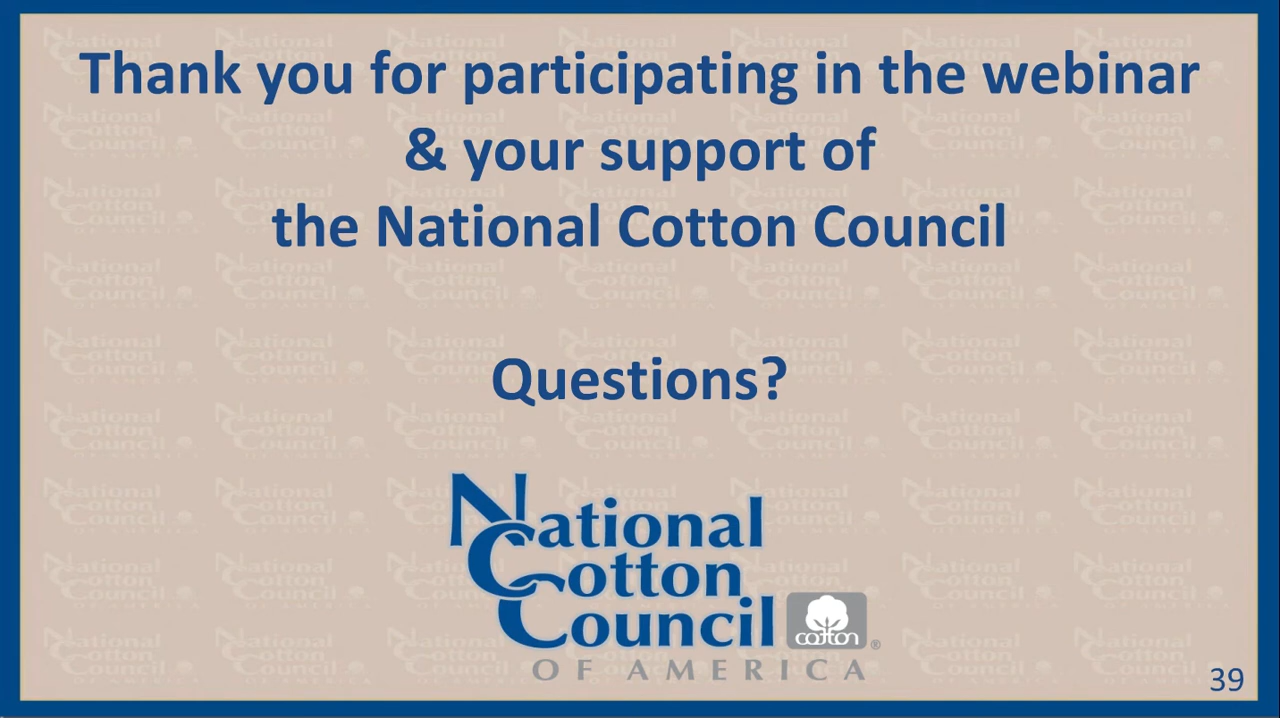 Thank you for participating in the webinar
& your support of
the National Cotton Council
Questions?
National
Cotton
Council
cotton
®
OF AMERICA
39